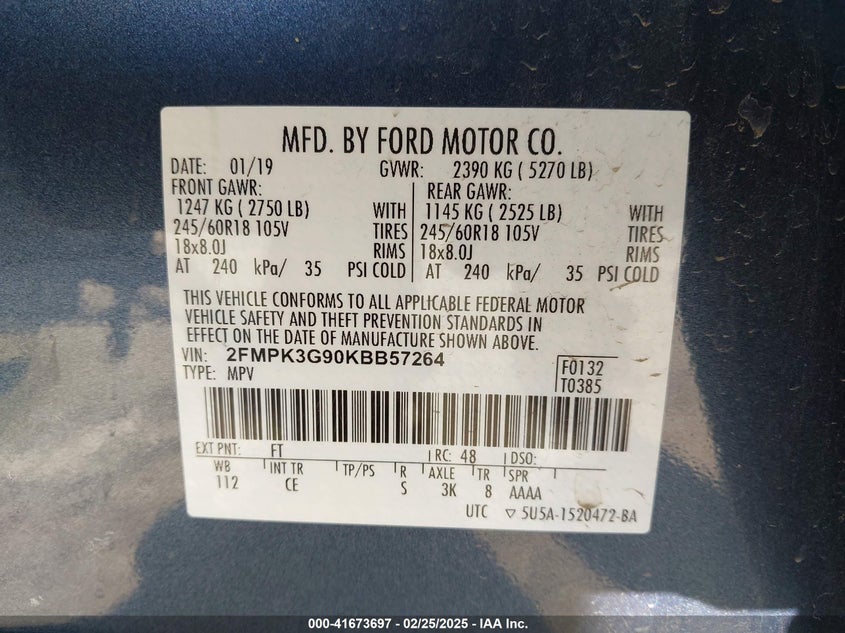 MFD. BY FORD MOTOR CO.
DATE: 01/19 GVWR: 2390 KG ( 5270 LB)
FRONT GAWR: REAR GAWR:
1247 KG ( 2750 LB) WITH 1145 KG ( 2525 LB) WITH
245/60R18 105V TIRES 245/60R18 105V TIRES
18x8.0J RIMS 18x8.0J RIMS
AT 240 kPa/ 35 PSI COLD AT 240 kPa/ 35 PSI COLD
THIS VEHICLE CONFORMS TO ALL APPLICABLE FEDERAL MOTOR
VEHICLE SAFETY AND THEFT PREVENTION STANDARDS IN
EFFECT ON THE DATE OF MANUFACTURE SHOWN ABOVE.
VIN: 2FMPK3G90KBB57264 F0132
TYPE: MPV T0385
EXT PNT: FT RC: 48 DSO:
WB INT TR TP/PS R AXLE TR SPR
112 CE S 3K 8 AAAA
UTC ▽ 5U5A-1520472-BA
000-41673697 - 02/25/2025 - IAA Inc.